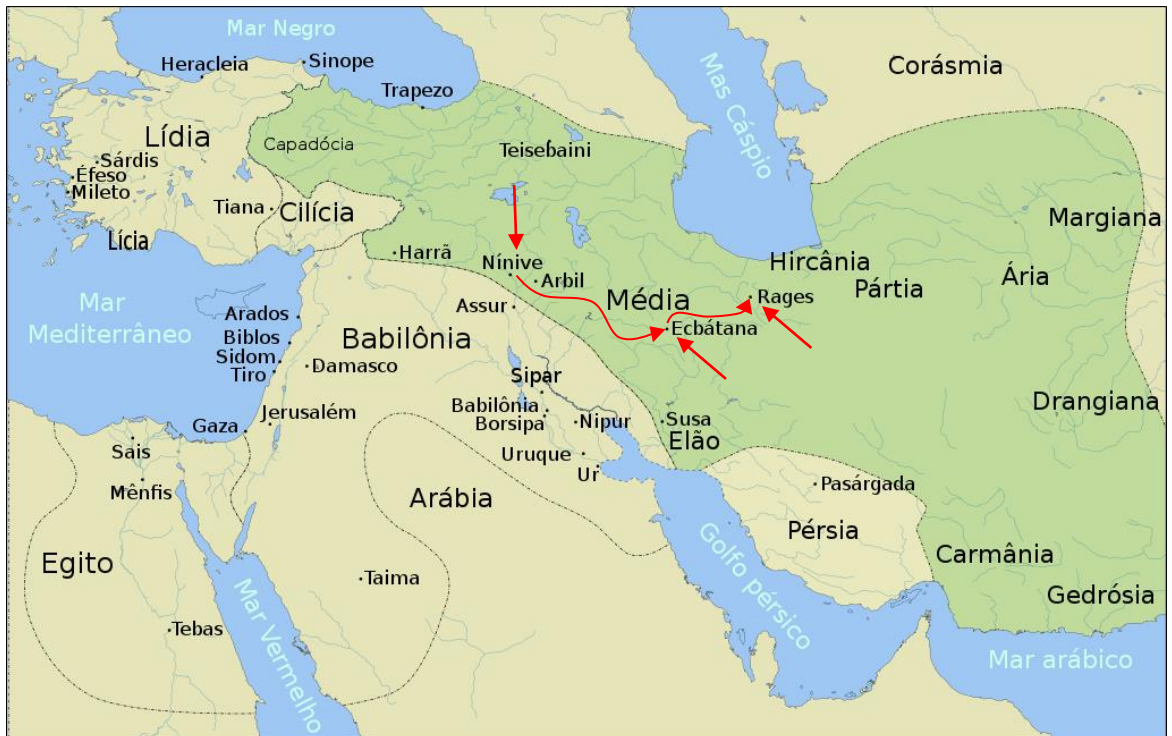 Mar Negro
Heracleia
Sinope
Trapezo
Mas Cáspio
Corásmia
Lídia
Capadócia
Teisebaini
Sárdis
Éfeso
Mileto
Tiana
Cilícia
Lícia
Harrã
Nínive
Arbil
Assur
Média
Ecbátana
Rages
Hircânia
Pártia
Ária
Margiana
Mar
Mediterrâneo
Arados
Biblos
Sidom
Tiro
Damasco
Babilônia
Sipar
Babilônia
Borsipa
Nipur
Susa
Elão
Drangiana
Jerusalém
Gaza
Uruque
Ur
Sais
Mênfis
Arábia
Pasárgada
Pérsia
Carmânia
Gedrósia
Egito
Taima
Tebas
Mar Vermelho
Golfo pérsico
Mar arábico